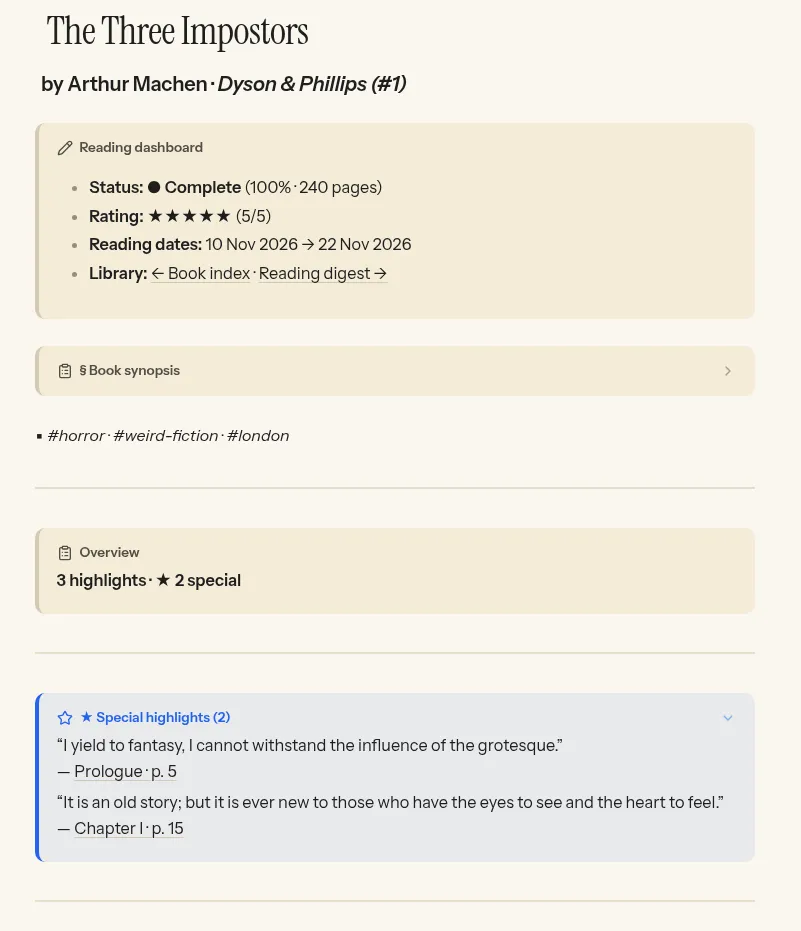 The Three Impostors
by Arthur Machen · Dyson & Phillips (#1)
Reading dashboard
• Status: ● Complete (100% · 240 pages)
• Rating: ★★★★★ (5/5)
• Reading dates: 10 Nov 2026 → 22 Nov 2026
• Library: ← Book index · Reading digest →
§ Book synopsis
▪ #horror · #weird-fiction · #london
Overview
3 highlights · ★ 2 special
★ Special highlights (2)
“I yield to fantasy, I cannot withstand the influence of the grotesque.”
— Prologue · p. 5
“It is an old story; but it is ever new to those who have the eyes to see and the heart to feel.”
— Chapter I · p. 15